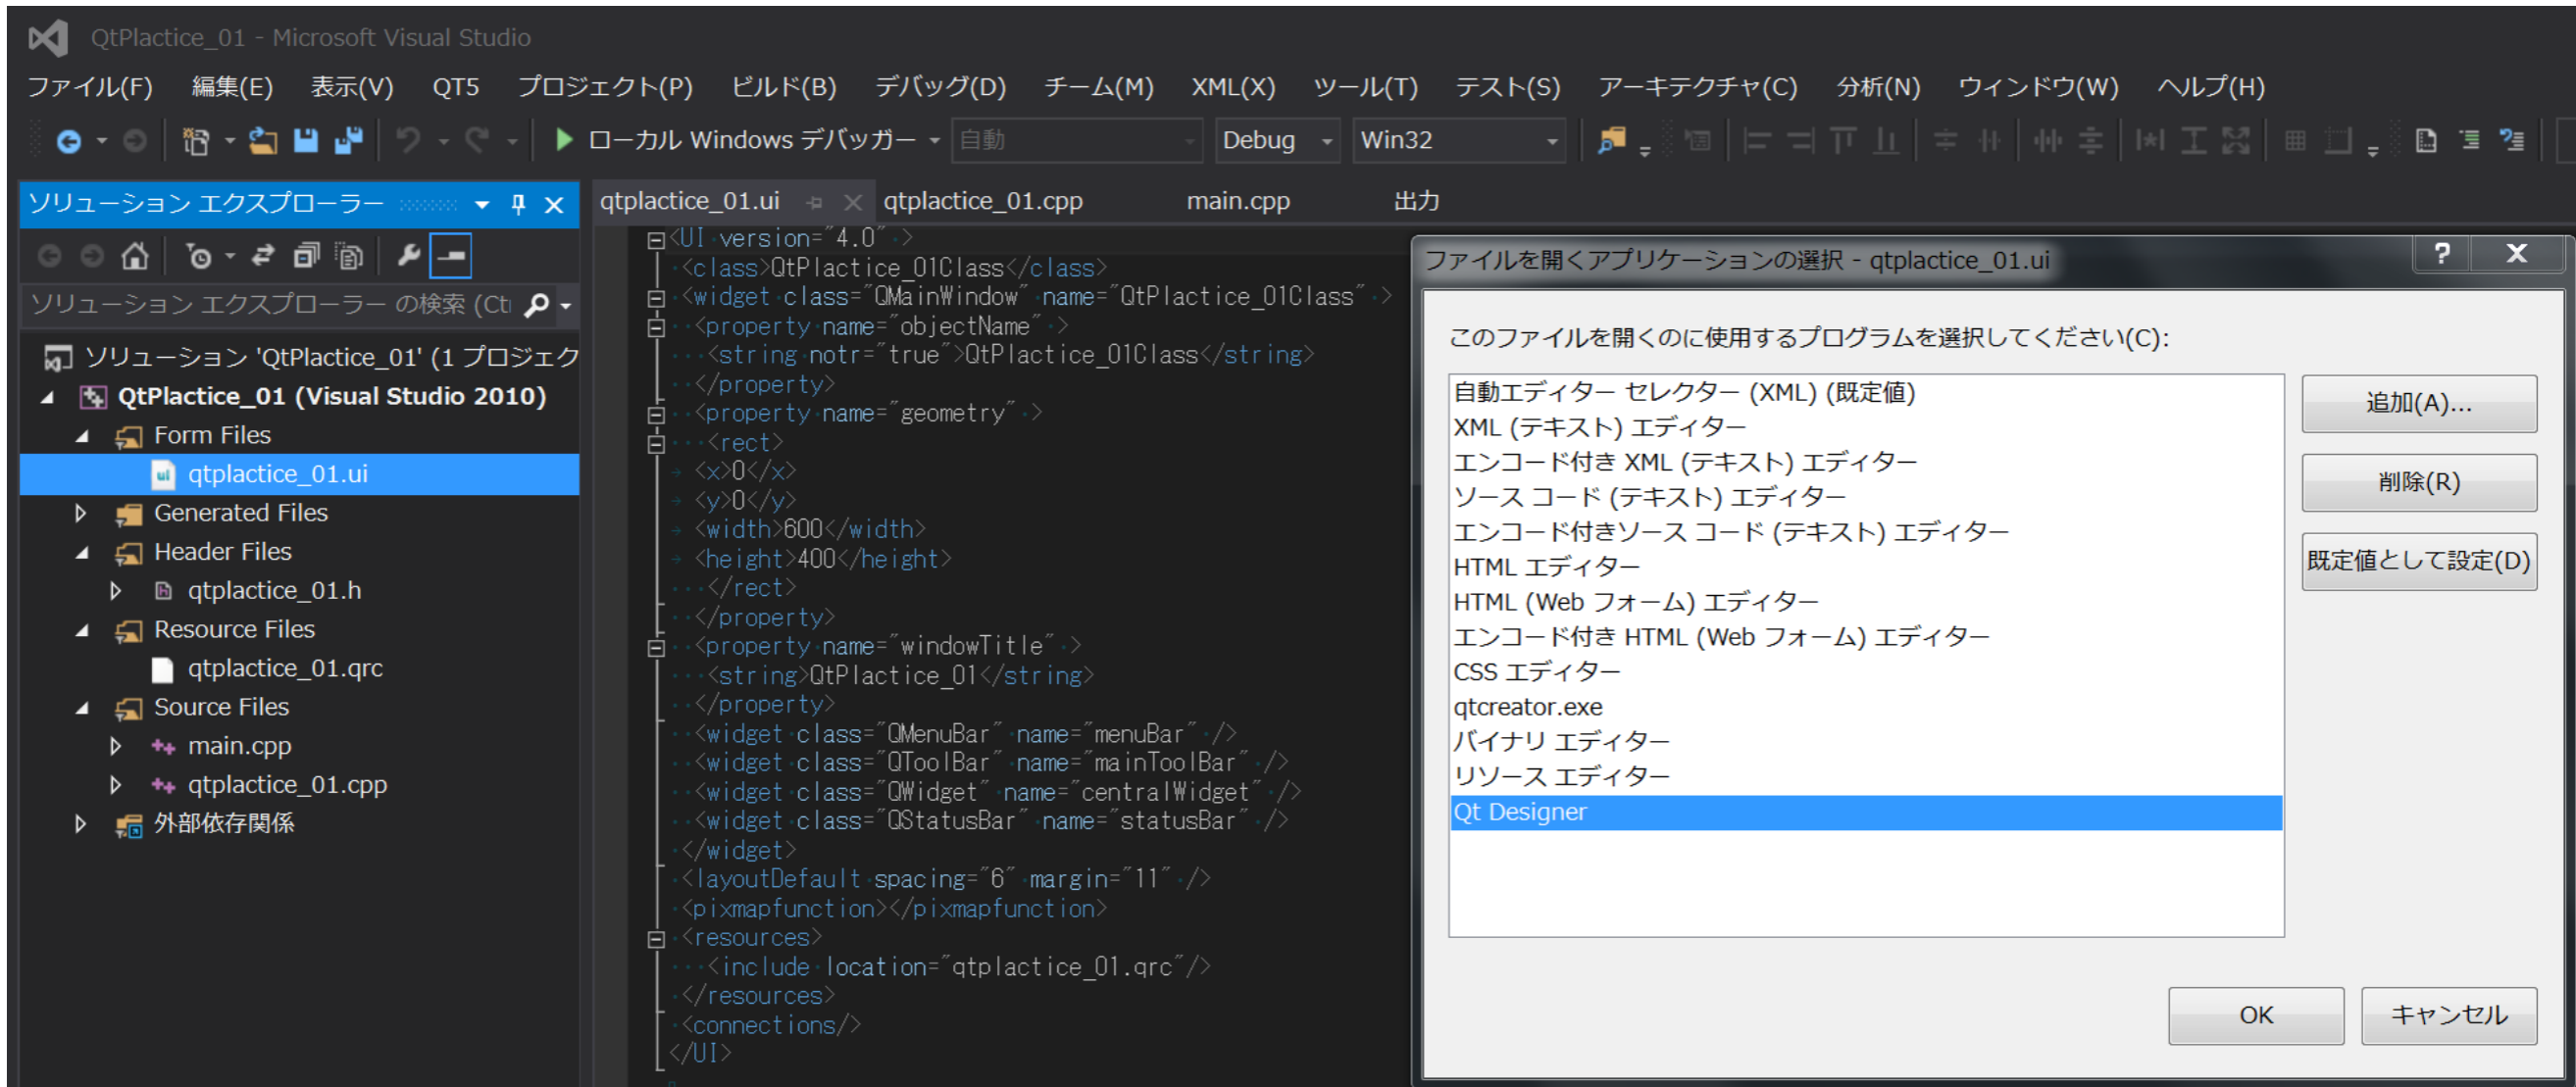 QtPlactice_01 - Microsoft Visual Studio
ファイル(F) 編集(E) 表示(V) QT5 プロジェクト(P) ビルド(B) デバッグ(D) チーム(M) XML(X) ツール(T) テスト(S) アーキテクチャ(C) 分析(N) ウィンドウ(W) ヘルプ(H)
ローカル Windows デバッガー 自動 Debug Win32
ソリューション エクスプローラー
ソリューション エクスプローラー の検索 (Ct
ソリューション 'QtPlactice_01' (1 プロジェク
QtPlactice_01 (Visual Studio 2010)
Form Files
qtplactice_01.ui
Generated Files
Header Files
qtplactice_01.h
Resource Files
qtplactice_01.qrc
Source Files
main.cpp
qtplactice_01.cpp
外部依存関係
qtplactice_01.ui qtplactice_01.cpp main.cpp 出力
<UI version="4.0" >
<class>QtPlactice_01Class</class>
<widget class="QMainWindow" name="QtPlactice_01Class" >
<property name="objectName" >
<string notr="true">QtPlactice_01Class</string>
</property>
<property name="geometry" >
<rect>
<x>0</x>
<y>0</y>
<width>600</width>
<height>400</height>
</rect>
</property>
<property name="windowTitle" >
<string>QtPlactice_01</string>
</property>
<widget class="QMenuBar" name="menuBar" />
<widget class="QToolBar" name="mainToolBar" />
<widget class="QWidget" name="centralWidget" />
<widget class="QStatusBar" name="statusBar" />
</widget>
<layoutDefault spacing="6" margin="11" />
<pixmapfunction></pixmapfunction>
<resources>
<include location="qtplactice_01.qrc"/>
</resources>
<connections/>
</UI>
ファイルを開くアプリケーションの選択 - qtplactice_01.ui
このファイルを開くのに使用するプログラムを選択してください(C):
自動エディター セレクター (XML) (既定値)
XML (テキスト) エディター
エンコード付き XML (テキスト) エディター
ソース コード (テキスト) エディター
エンコード付きソース コード (テキスト) エディター
HTML エディター
HTML (Web フォーム) エディター
エンコード付き HTML (Web フォーム) エディター
CSS エディター
qtcreator.exe
バイナリ エディター
リソース エディター
Qt Designer
追加(A)...
削除(R)
既定値として設定(D)
OK キャンセル